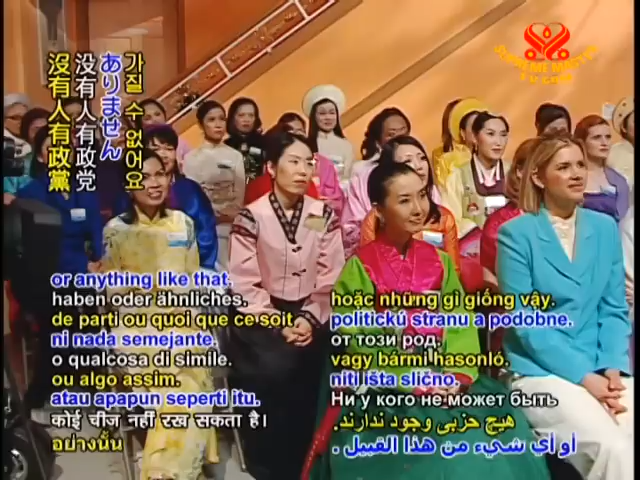 沒有人有政黨
没有人有政党
ありません
가질 수 없어요
SUPREME MASTER
or anything like that.
haben oder ähnliches.
de parti ou quoi que ce soit.
ni nada semejante.
o qualcosa di simile.
ou algo assim.
atau apapun seperti itu.
कोई चीज नहीं रख सकता है।
อย่างนั้น
hoặc những gì giống vậy.
politickú stranu a podobne.
от този род.
vagy bármi hasonló.
niti išta slično.
Ни у кого не может быть
هیچ حزبی وجود ندارند.
أو أي شيء من هذا القبيل.